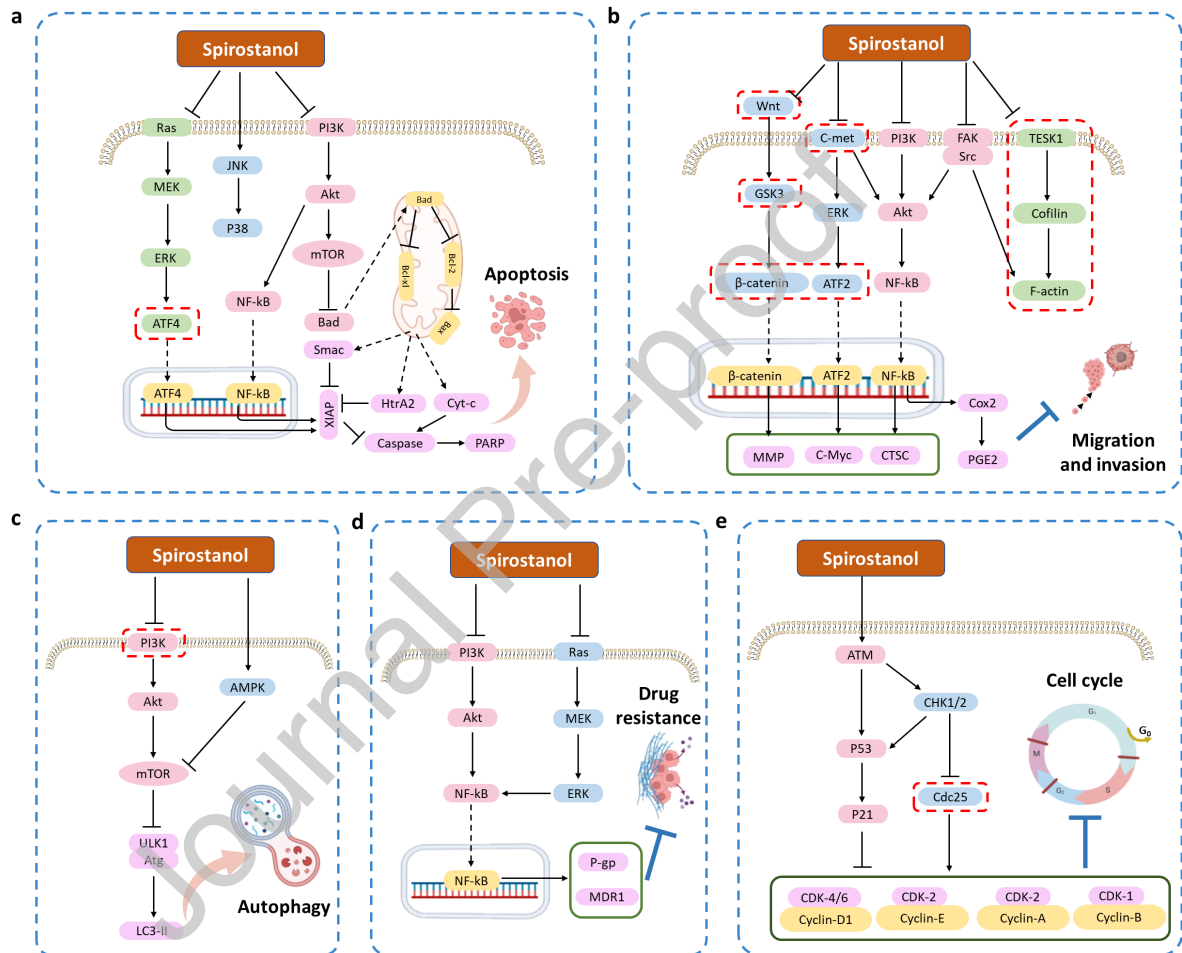 a
Spirostanol
Ras
PI3K
JNK
MEK
Akt
P38
Bad
ERK
mTOR
Bcl-xl
Bcl-2
Apoptosis
NF-kB
Bad
Bax
ATF4
Smac
ATF4
NF-kB
XIAP
HtrA2
Cyt-c
Caspase
PARP
b
Spirostanol
Wnt
C-met
PI3K
FAK
TESK1
Src
GSK3
ERK
Akt
Cofilin
β-catenin
ATF2
NF-kB
F-actin
β-catenin
ATF2
NF-kB
Cox2
MMP
C-Myc
CTSC
PGE2
Migration
and invasion
c
Spirostanol
PI3K
AMPK
Akt
mTOR
ULK1
Atg
Autophagy
LC3-II
d
Spirostanol
PI3K
Ras
Drug
resistance
Akt
MEK
NF-kB
ERK
NF-kB
P-gp
MDR1
e
Spirostanol
ATM
Cell cycle
CHK1/2
G₁
G₀
P53
M
Cdc25
G₂
S
P21
CDK-4/6
CDK-2
CDK-2
CDK-1
Cyclin-D1
Cyclin-E
Cyclin-A
Cyclin-B
Journal Pre-proof